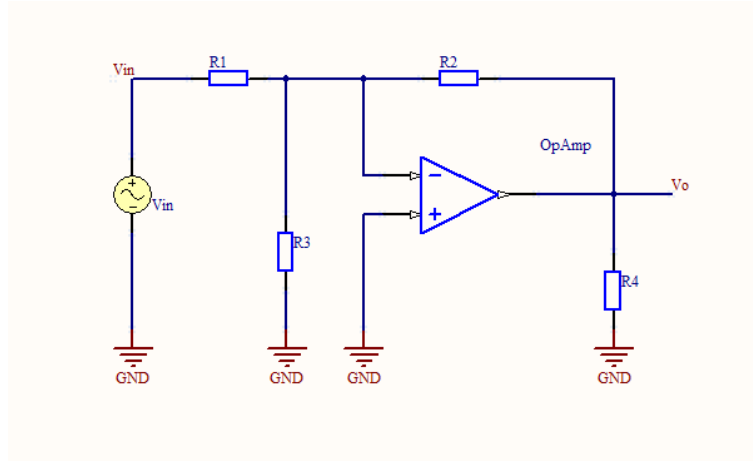 Vin
R1
R2
OpAmp
−
+
Vo
+
−
Vin
R3
R4
GND
GND
GND
GND